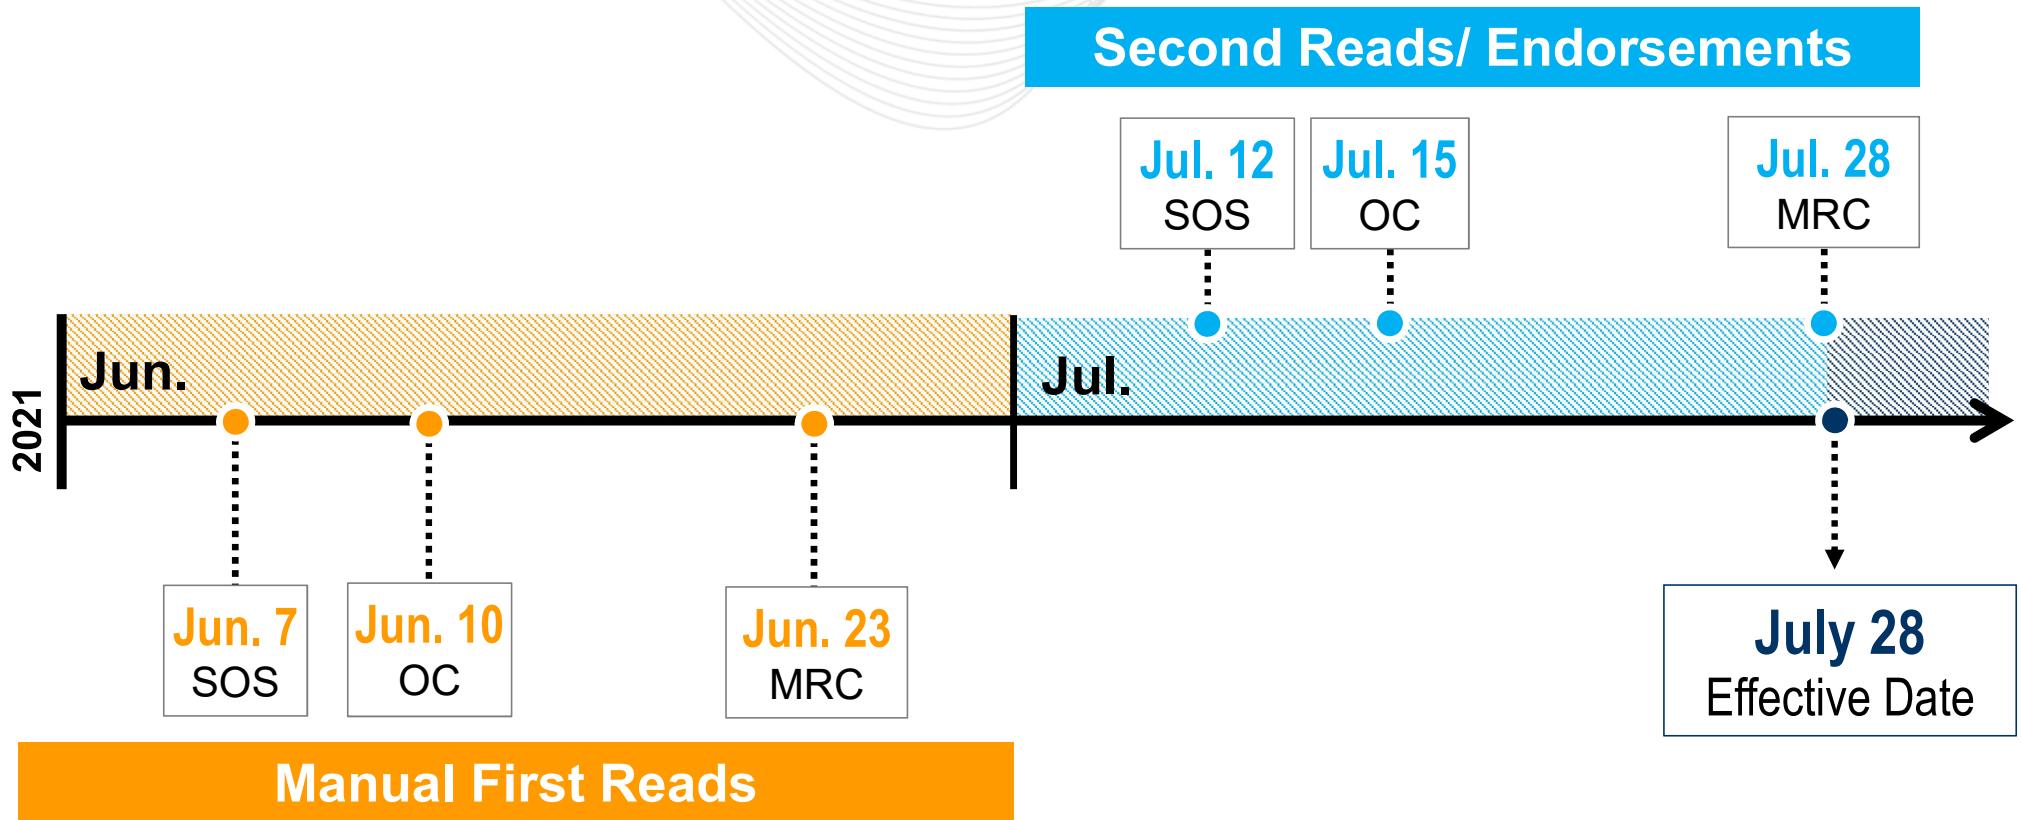 Second Reads/ Endorsements
Jul. 12
SOS
Jul. 15
OC
Jul. 28
MRC
2021
Jun.
Jul.
Jun. 7
SOS
Jun. 10
OC
Jun. 23
MRC
July 28
Effective Date
Manual First Reads